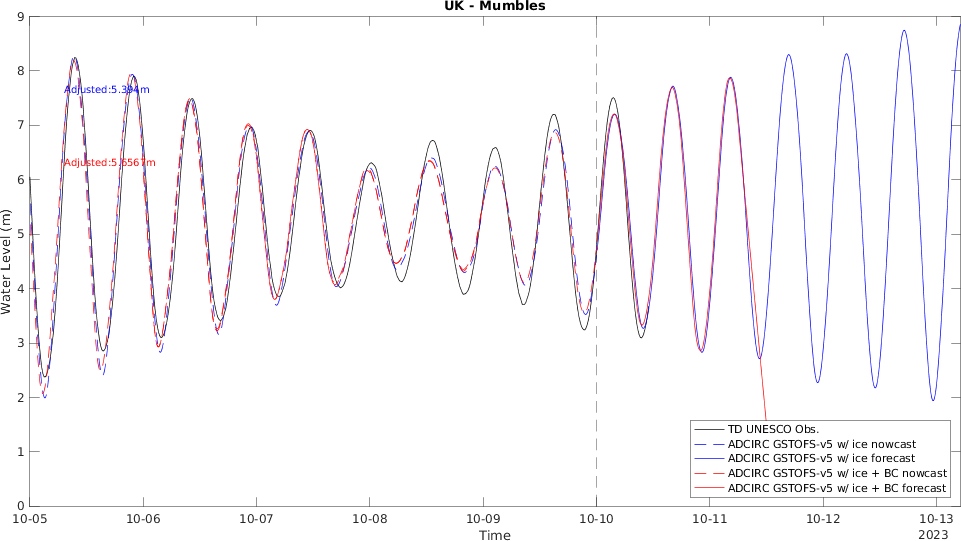 UK - Mumbles
9
8
7
6
5
4
3
2
1
0
Water Level (m)
Adjusted:5.394m
Adjusted:5.6567m
TD UNESCO Obs.
ADCIRC GSTOFS-v5 w/ ice nowcast
ADCIRC GSTOFS-v5 w/ ice forecast
ADCIRC GSTOFS-v5 w/ ice + BC nowcast
ADCIRC GSTOFS-v5 w/ ice + BC forecast
10-05 10-06 10-07 10-08 10-09 10-10 10-11 10-12 10-13
Time
2023